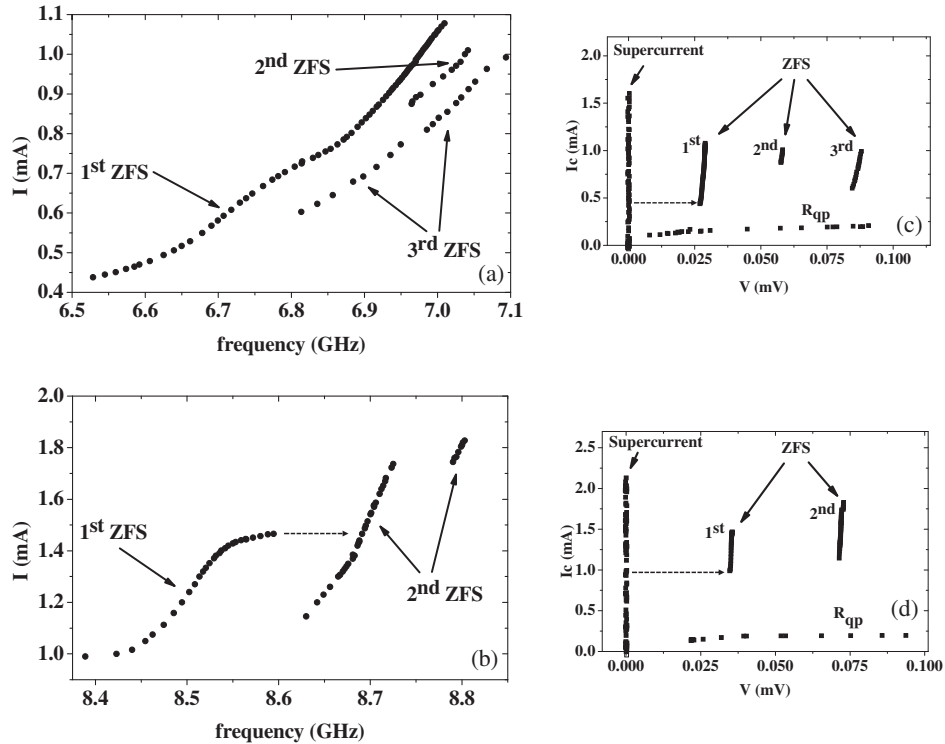 1.1
1.0
0.9
0.8
0.7
0.6
0.5
0.4
I (mA)
2nd ZFS
1st ZFS
3rd ZFS
(a)
6.5 6.6 6.7 6.8 6.9 7.0 7.1
frequency (GHz)
2.5
2.0
1.5
1.0
0.5
0.0
Ic (mA)
Supercurrent
ZFS
1st
2nd
3rd
Rqp
(c)
0.000 0.025 0.050 0.075 0.100
V (mV)
2.0
1.8
1.6
1.4
1.2
1.0
I (mA)
1st ZFS
2nd ZFS
(b)
8.4 8.5 8.6 8.7 8.8
frequency (GHz)
2.5
2.0
1.5
1.0
0.5
0.0
Ic (mA)
Supercurrent
ZFS
1st
2nd
Rqp
(d)
0.000 0.025 0.050 0.075 0.100
V (mV)